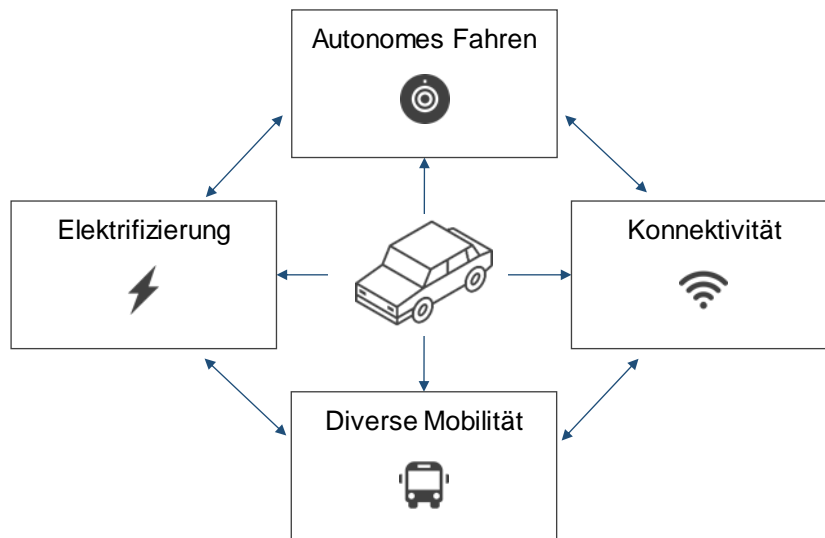 Autonomes Fahren
Elektrifizierung
Konnektivität
Diverse Mobilität